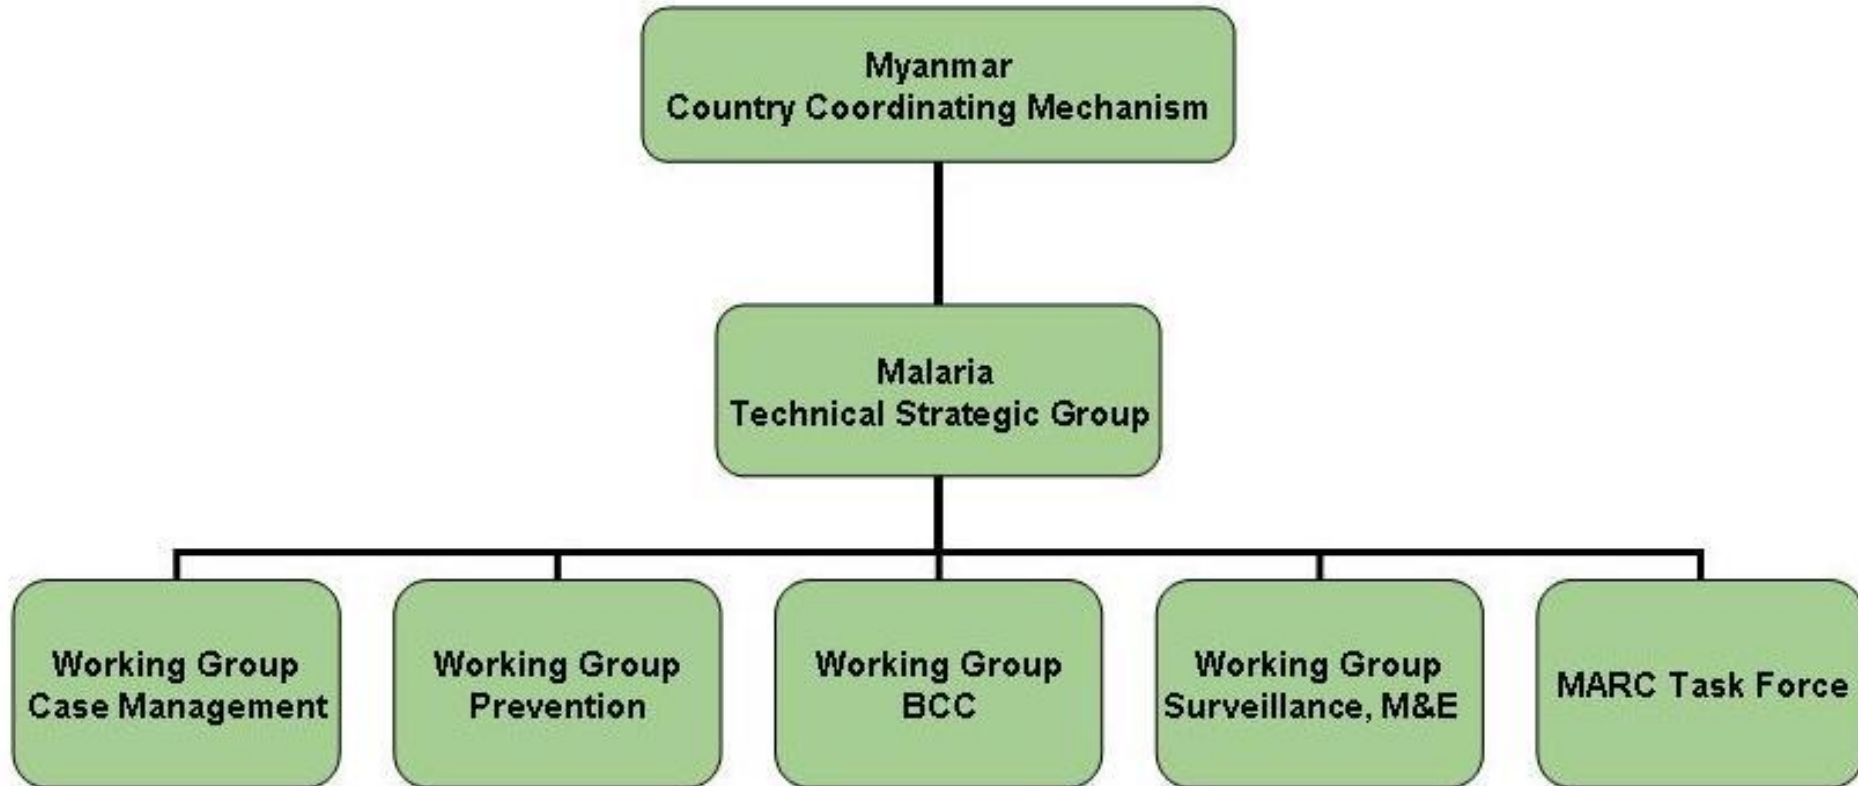 Myanmar
Country Coordinating Mechanism
Malaria
Technical Strategic Group
Working Group
Case Management
Working Group
Prevention
Working Group
BCC
Working Group
Surveillance, M&E
MARC Task Force